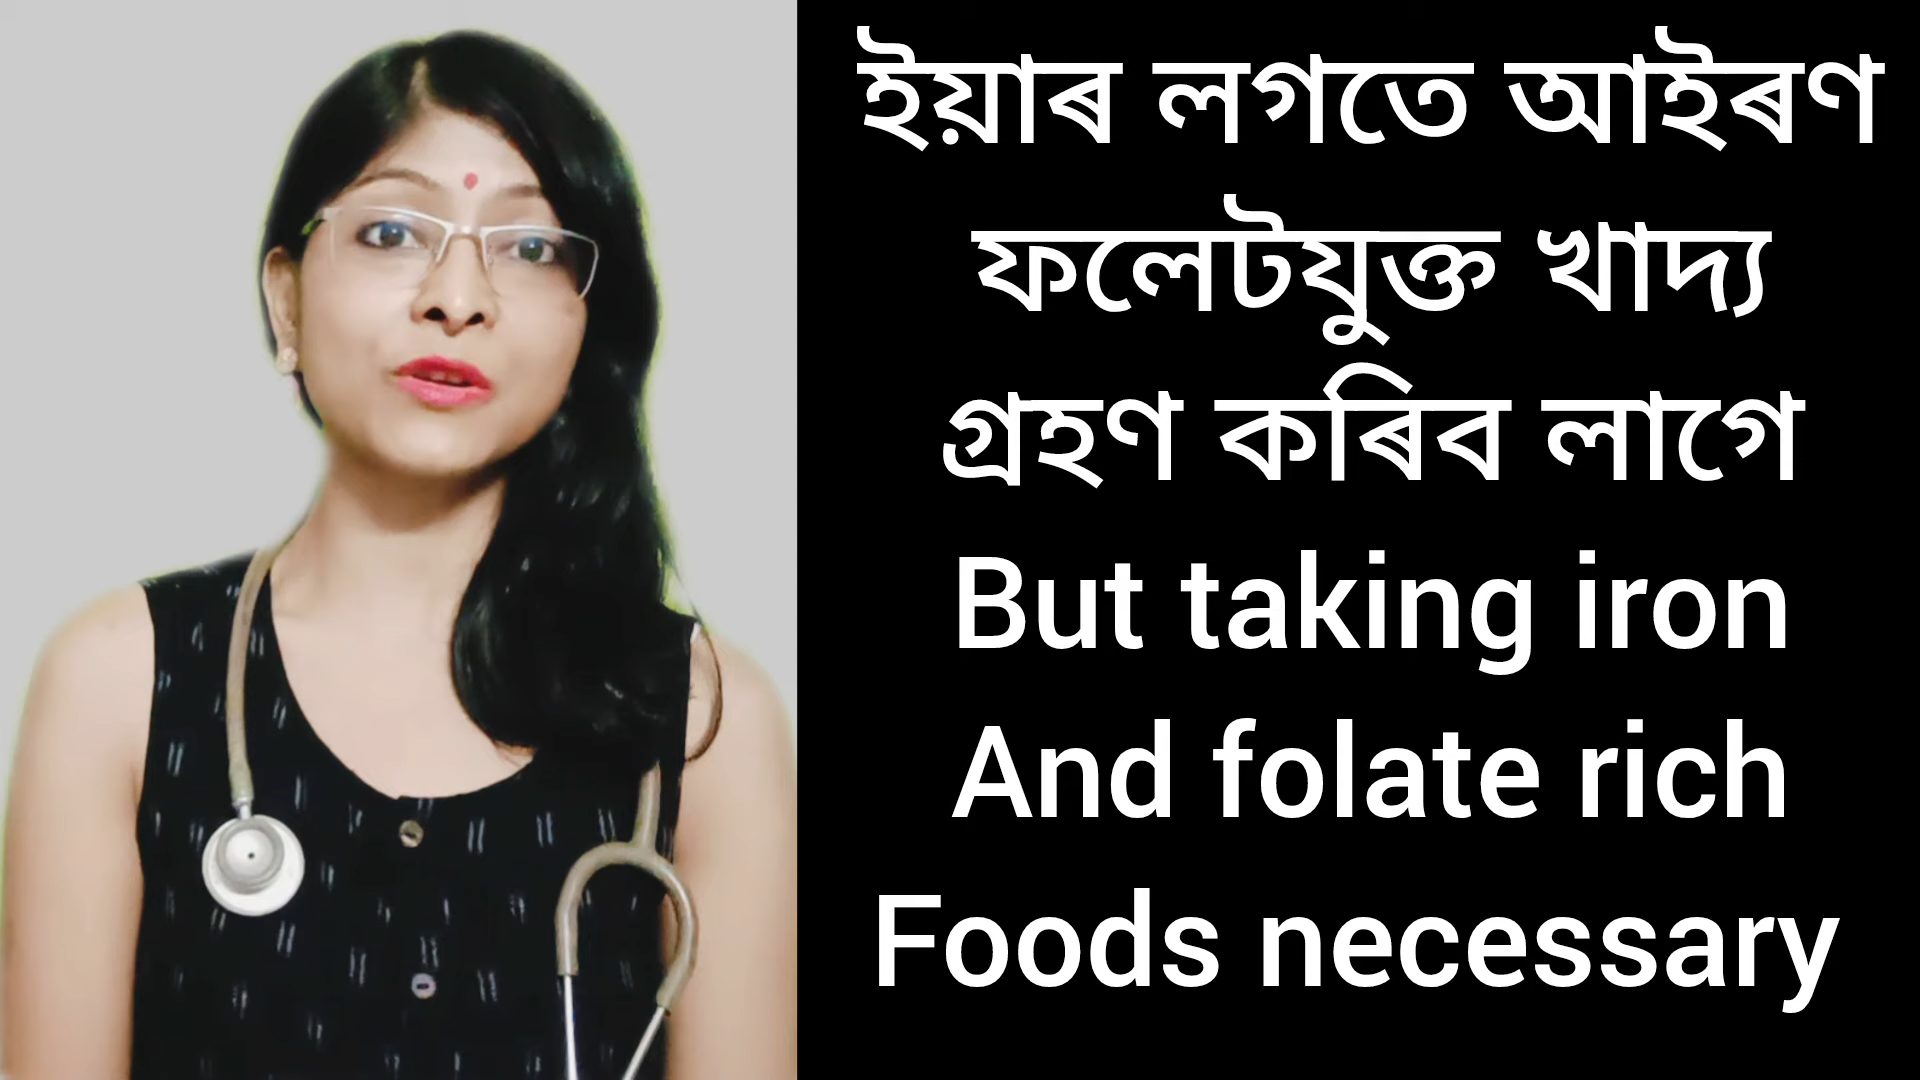 ইয়াৰ লগতে আইৰণ
ফলেটযুক্ত খাদ্য
গ্ৰহণ কৰিব লাগে
But taking iron
And folate rich
Foods necessary